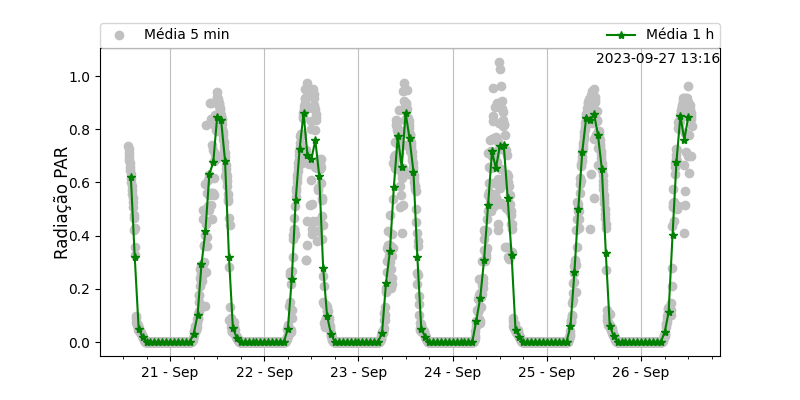 Média 5 min
Média 1 h
2023-09-27 13:16
Radiação PAR
1.0
0.8
0.6
0.4
0.2
0.0
21 - Sep
22 - Sep
23 - Sep
24 - Sep
25 - Sep
26 - Sep